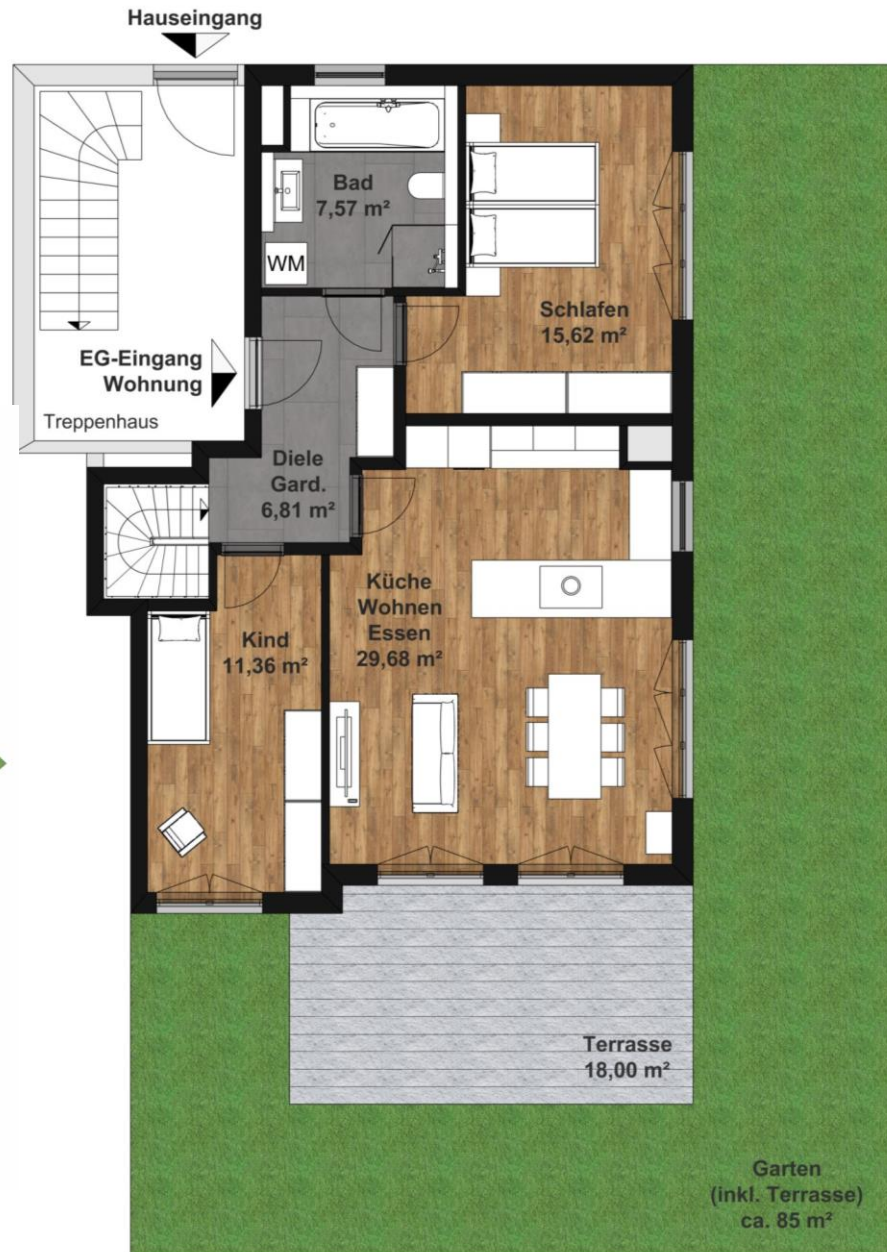 Hauseingang
Bad
7,57 m²
WM
Schlafen
15,62 m²
EG-Eingang
Wohnung
Treppenhaus
Diele
Gard.
6,81 m²
Küche
Wohnen
Essen
29,68 m²
Kind
11,36 m²
Terrasse
18,00 m²
Garten
(inkl. Terrasse)
ca. 85 m²